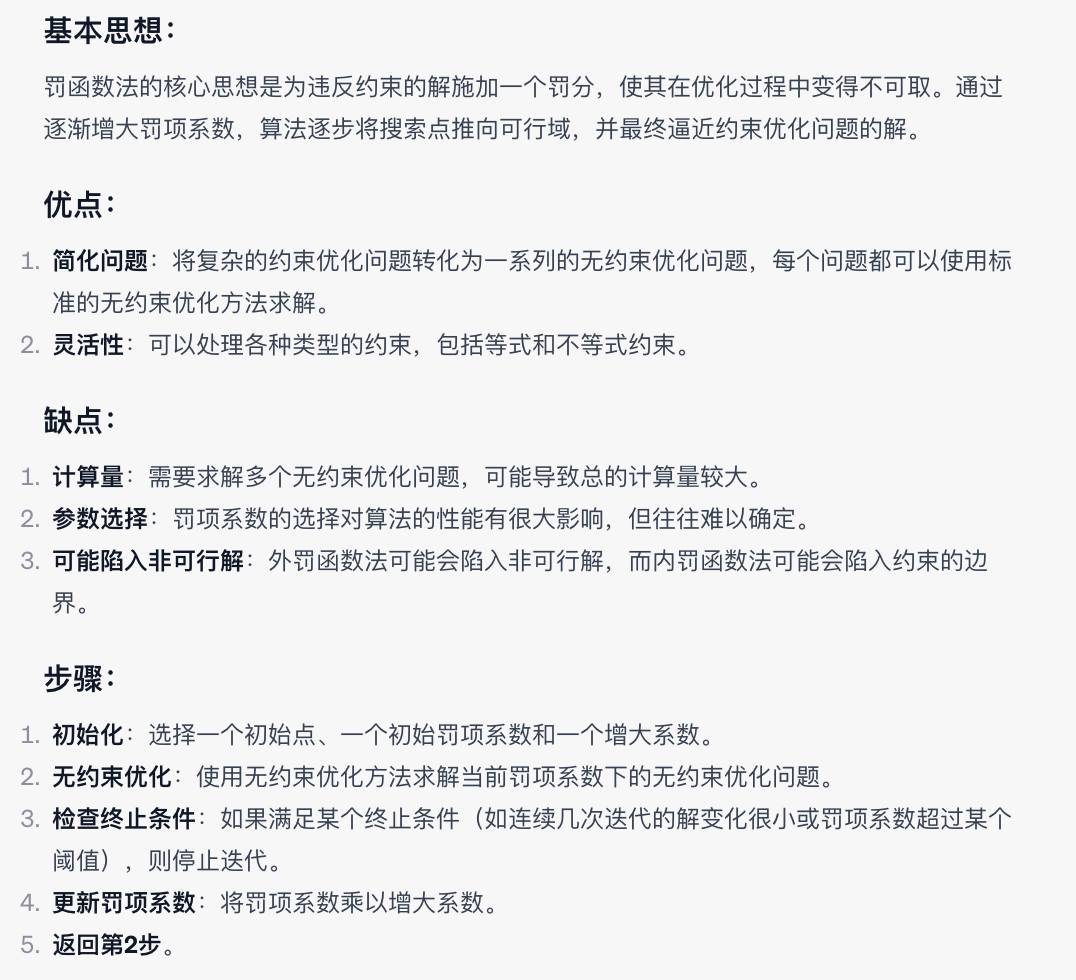 基本思想：
罚函数法的核心思想是为违反约束的解施加一个罚分，使其在优化过程中变得不可取。通过
逐渐增大罚项系数，算法逐步将搜索点推向可行域，并最终逼近约束优化问题的解。
优点：
1. 简化问题：将复杂的约束优化问题转化为一系列的无约束优化问题，每个问题都可以使用标
准的无约束优化方法求解。
2. 灵活性：可以处理各种类型的约束，包括等式和不等式约束。
缺点：
1. 计算量：需要求解多个无约束优化问题，可能导致总的计算量较大。
2. 参数选择：罚项系数的选择对算法的性能有很大影响，但往往难以确定。
3. 可能陷入非可行解：外罚函数法可能会陷入非可行解，而内罚函数法可能会陷入约束的边
界。
步骤：
1. 初始化：选择一个初始点、一个初始罚项系数和一个增大系数。
2. 无约束优化：使用无约束优化方法求解当前罚项系数下的无约束优化问题。
3. 检查终止条件：如果满足某个终止条件（如连续几次迭代的解变化很小或罚项系数超过某个
阈值），则停止迭代。
4. 更新罚项系数：将罚项系数乘以增大系数。
5. 返回第2步。